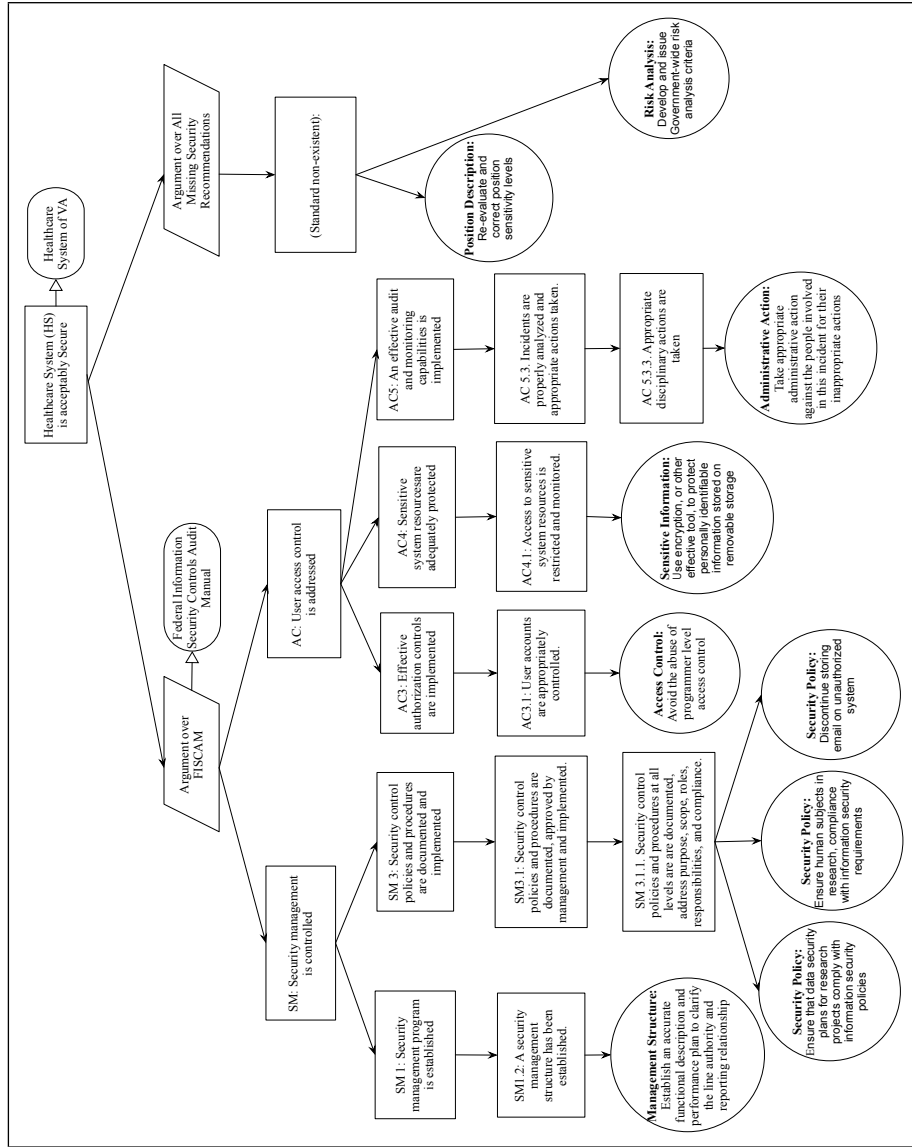 Healthcare System (HS)
is acceptably Secure
Healthcare
System of VA
Argument over
FISCAM
Federal Information
Security Controls Audit
Manual
Argument over All
Missing Security
Recommendations
SM: Security management
is controlled
AC: User access control
is addressed
(Standard non-existent):
SM 1: Security
management program
is established
SM 3: Security control
policies and procedures
are documented and
implemented
AC3: Effective
authorization controls
are implemented
AC4: Sensitive
system resourcesare
adequately protected
AC5: An effective audit
and monitoring
capabilities is
implemented
Position Description:
Re-evaluate and
correct position
sensitivity levels
Risk Analysis:
Develop and issue
Government-wide risk
analysis criteria
SM1.2: A security
management
structure has been
established.
SM3.1: Security control
policies and procedures are
documented, approved by
management and implemented.
AC3.1: User accounts
are appropriately
controlled.
AC4.1: Access to sensitive
system resources is
restricted and monitored.
AC 5.3. Incidents are
properly analyzed and
appropriate actions taken.
Management Structure:
Establish an accurate
functional description and
performance plan to clarify
the line authority and
reporting relationship
SM 3.1.1. Security control
policies and procedures at all
levels are are documented,
address purpose, scope, roles,
responsibilities, and compliance.
Access Control:
Avoid the abuse of
programmer level
access control
Sensitive Information:
Use encryption, or other
effective tool, to protect
personally identifiable
information stored on
removable storage
AC 5.3.3. Appropriate
disciplinary actions are
taken
Administrative Action:
Take appropriate
administrative action
against the people involved
in this incident for their
inappropriate actions
Security Policy:
Ensure that data security
plans for research
projects comply with
information security
policies
Security Policy:
Ensure human subjects in
research, compliance
with information security
requirements
Security Policy:
Discontinue storing
email on unauthorized
system